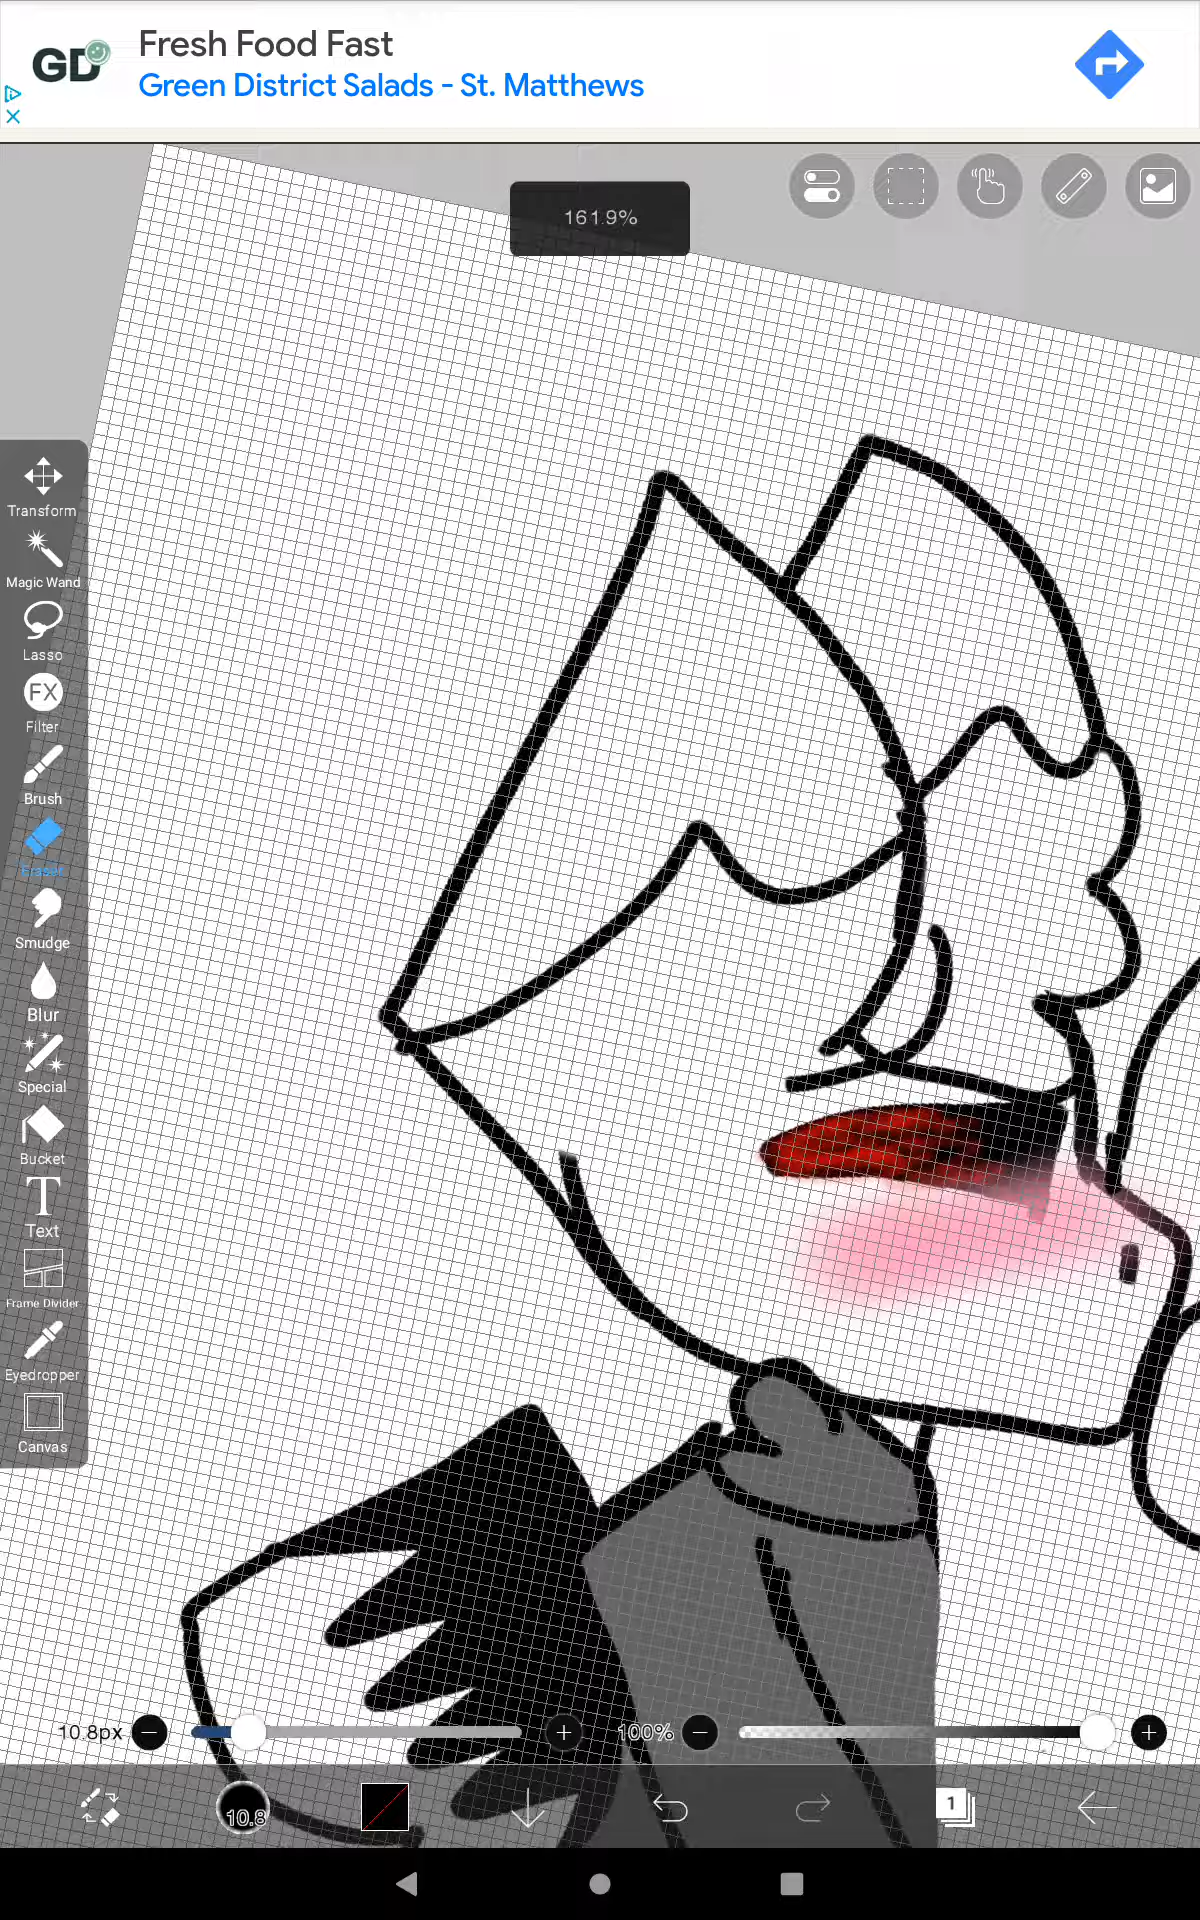 GD
Fresh Food Fast
Green District Salads - St. Matthews
161.9%
Transform
Magic Wand
Lasso
FX
Filter
Brush
Eraser
Smudge
Blur
Special
Bucket
T
Text
Frame Divider
Eyedropper
Canvas
10.8px
100%
10.8
1